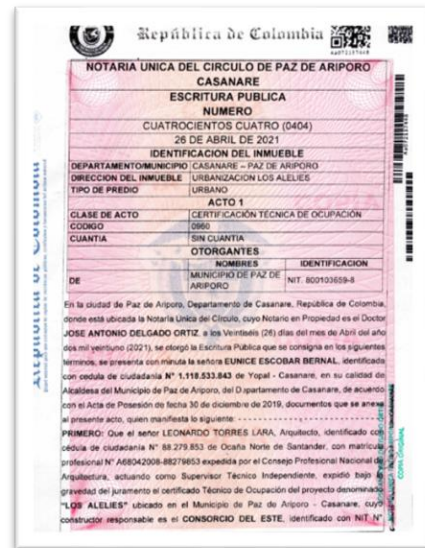 República de Colombia
NOTARIA UNICA DEL CIRCULO DE PAZ DE ARIPORO
CASANARE
ESCRITURA PUBLICA
NUMERO
CUATROCIENTOS CUATRO (0404)
26 DE ABRIL DE 2021
IDENTIFICACION DEL INMUEBLE
DEPARTAMENTO/MUNICIPIO CASANARE – PAZ DE ARIPORO
DIRECCION DEL INMUEBLE URBANIZACION LOS ALELIES
TIPO DE PREDIO URBANO
ACTO 1
CLASE DE ACTO CERTIFICACIÓN TÉCNICA DE OCUPACIÓN
CODIGO 0960
CUANTIA SIN CUANTIA
OTORGANTES
NOMBRES IDENTIFICACION
DE MUNICIPIO DE PAZ DE ARIPORO NIT. 800103659-8
En la ciudad de Paz de Ariporo, Departamento de Casanare, República de Colombia,
donde está ubicada la Notaría Unica del Círculo, cuyo Notario en Propiedad es el Doctor
JOSE ANTONIO DELGADO ORTIZ, a los Veintiséis (26) días del mes de Abril del año
dos mil veintiuno (2021), se otorgó la Escritura Pública que se consigna en los siguientes
términos, se presenta con minuta la señora EUNICE ESCOBAR BERNAL, identificada
con cedula de ciudadanía N° 1.118.533.843 de Yopal - Casanare, en su calidad de
Alcaldesa del Municipio de Paz de Ariporo, del Departamento de Casanare, de acuerdo
con el Acta de Posesión de fecha 30 de diciembre de 2019, documentos que se anexa
al presente acto, quien manifiesta lo siguiente:
PRIMERO: Que el señor LEONARDO TORRES LARA, Arquitecto, identificado con
cédula de ciudadanía N° 88.279.853 de Ocaña Norte de Santander, con matrícula
profesional N° A68042008-88279853 expedida por el Consejo Profesional Nacional de
Arquitectura, actuando como Supervisor Técnico Independiente, expidió bajo la
gravedad del juramento el certificado Técnico de Ocupación del proyecto denominado
"LOS ALELIES" ubicado en el Municipio de Paz de Ariporo - Casanare, cuyo
constructor responsable es el CONSORCIO DEL ESTE, identificado con NIT N°